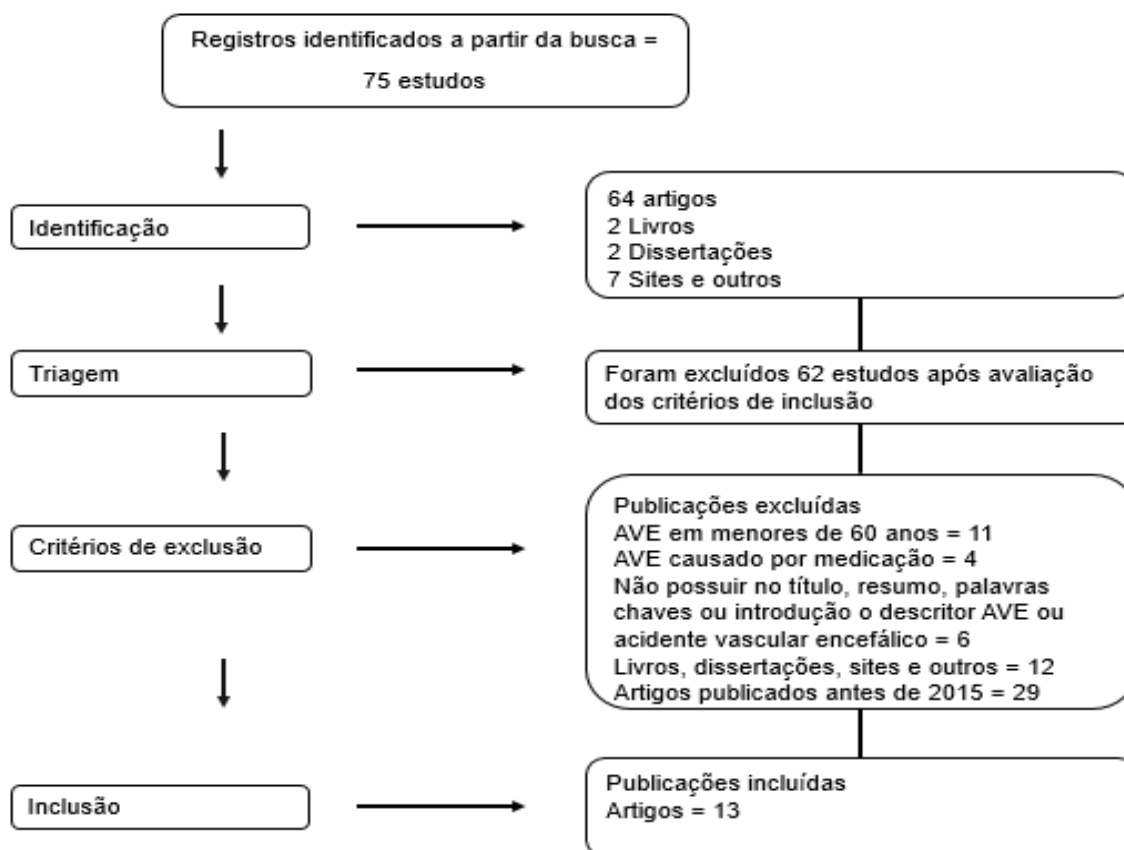 Registros identificados a partir da busca =
75 estudos
Identificação
64 artigos
2 Livros
2 Dissertações
7 Sites e outros
Triagem
Foram excluídos 62 estudos após avaliação
dos critérios de inclusão
Critérios de exclusão
Publicações excluídas
AVE em menores de 60 anos = 11
AVE causado por medicação = 4
Não possuir no título, resumo, palavras
chaves ou introdução o descritor AVE ou
acidente vascular encefálico = 6
Livros, dissertações, sites e outros = 12
Artigos publicados antes de 2015 = 29
Inclusão
Publicações incluídas
Artigos = 13